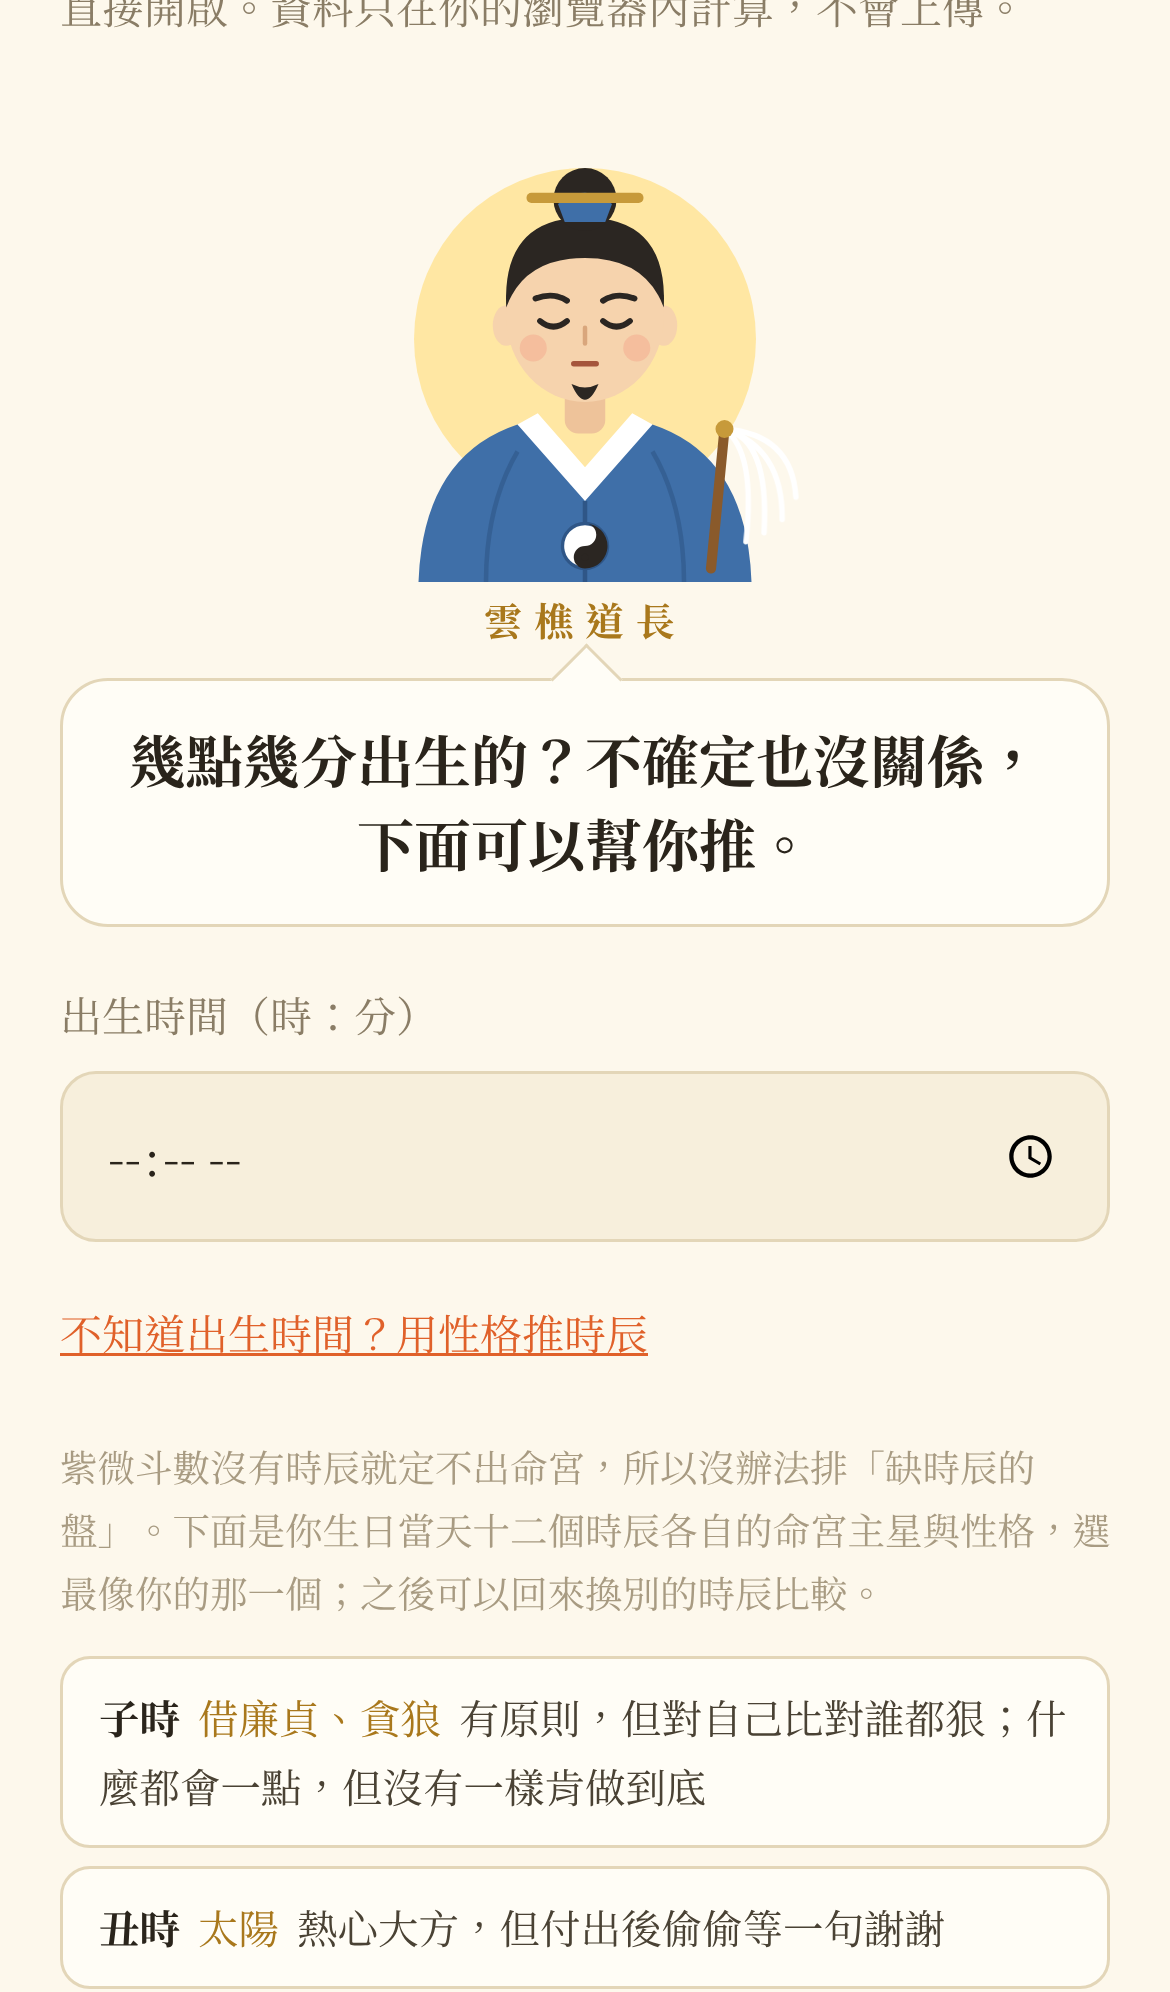 直接開啟。資料只在你的瀏覽器內計算，不會上傳。
雲樵道長
幾點幾分出生的？不確定也沒關係，
下面可以幫你推。
出生時間（時：分）
--:-- --
不知道出生時間？用性格推時辰
紫微斗數沒有時辰就定不出命宮，所以沒辦法排「缺時辰的
盤」。下面是你生日當天十二個時辰各自的命宮主星與性格，選
最像你的那一個；之後可以回來換別的時辰比較。
子時 借廉貞、貪狼 有原則，但對自己比對誰都狠；什
麼都會一點，但沒有一樣肯做到底
丑時 太陽 熱心大方，但付出後偷偷等一句謝謝